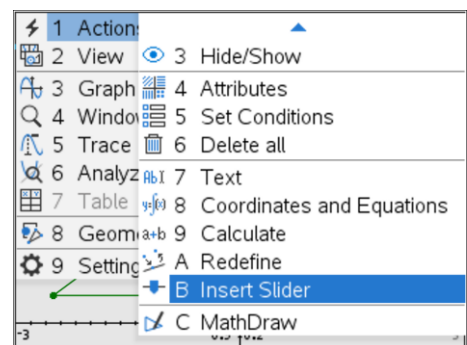 1 Actions
2 View
3 Graph
4 Window
5 Trace
6 Analyz
7 Table
8 Geom
9 Setting
3 Hide/Show
4 Attributes
5 Set Conditions
6 Delete all
7 Text
8 Coordinates and Equations
9 Calculate
A Redefine
B Insert Slider
C MathDraw
-3